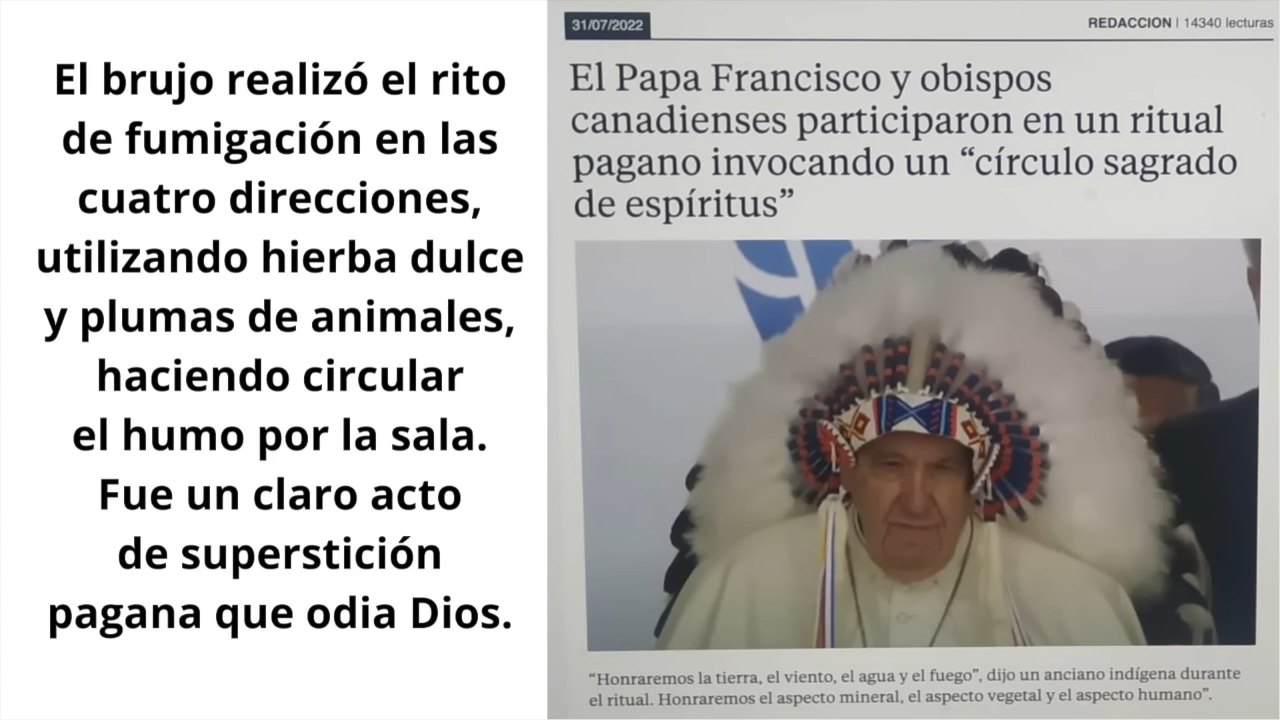 El brujo realizó el rito
de fumigación en las
cuatro direcciones,
utilizando hierba dulce
y plumas de animales,
haciendo circular
el humo por la sala.
Fue un claro acto
de superstición
pagana que odia Dios.
31/07/2022
REDACCION | 14340 lecturas
El Papa Francisco y obispos
canadienses participaron en un ritual
pagano invocando un “círculo sagrado
de espíritus”
“Honraremos la tierra, el viento, el agua y el fuego”, dijo un anciano indígena durante
el ritual. Honraremos el aspecto mineral, el aspecto vegetal y el aspecto humano”.